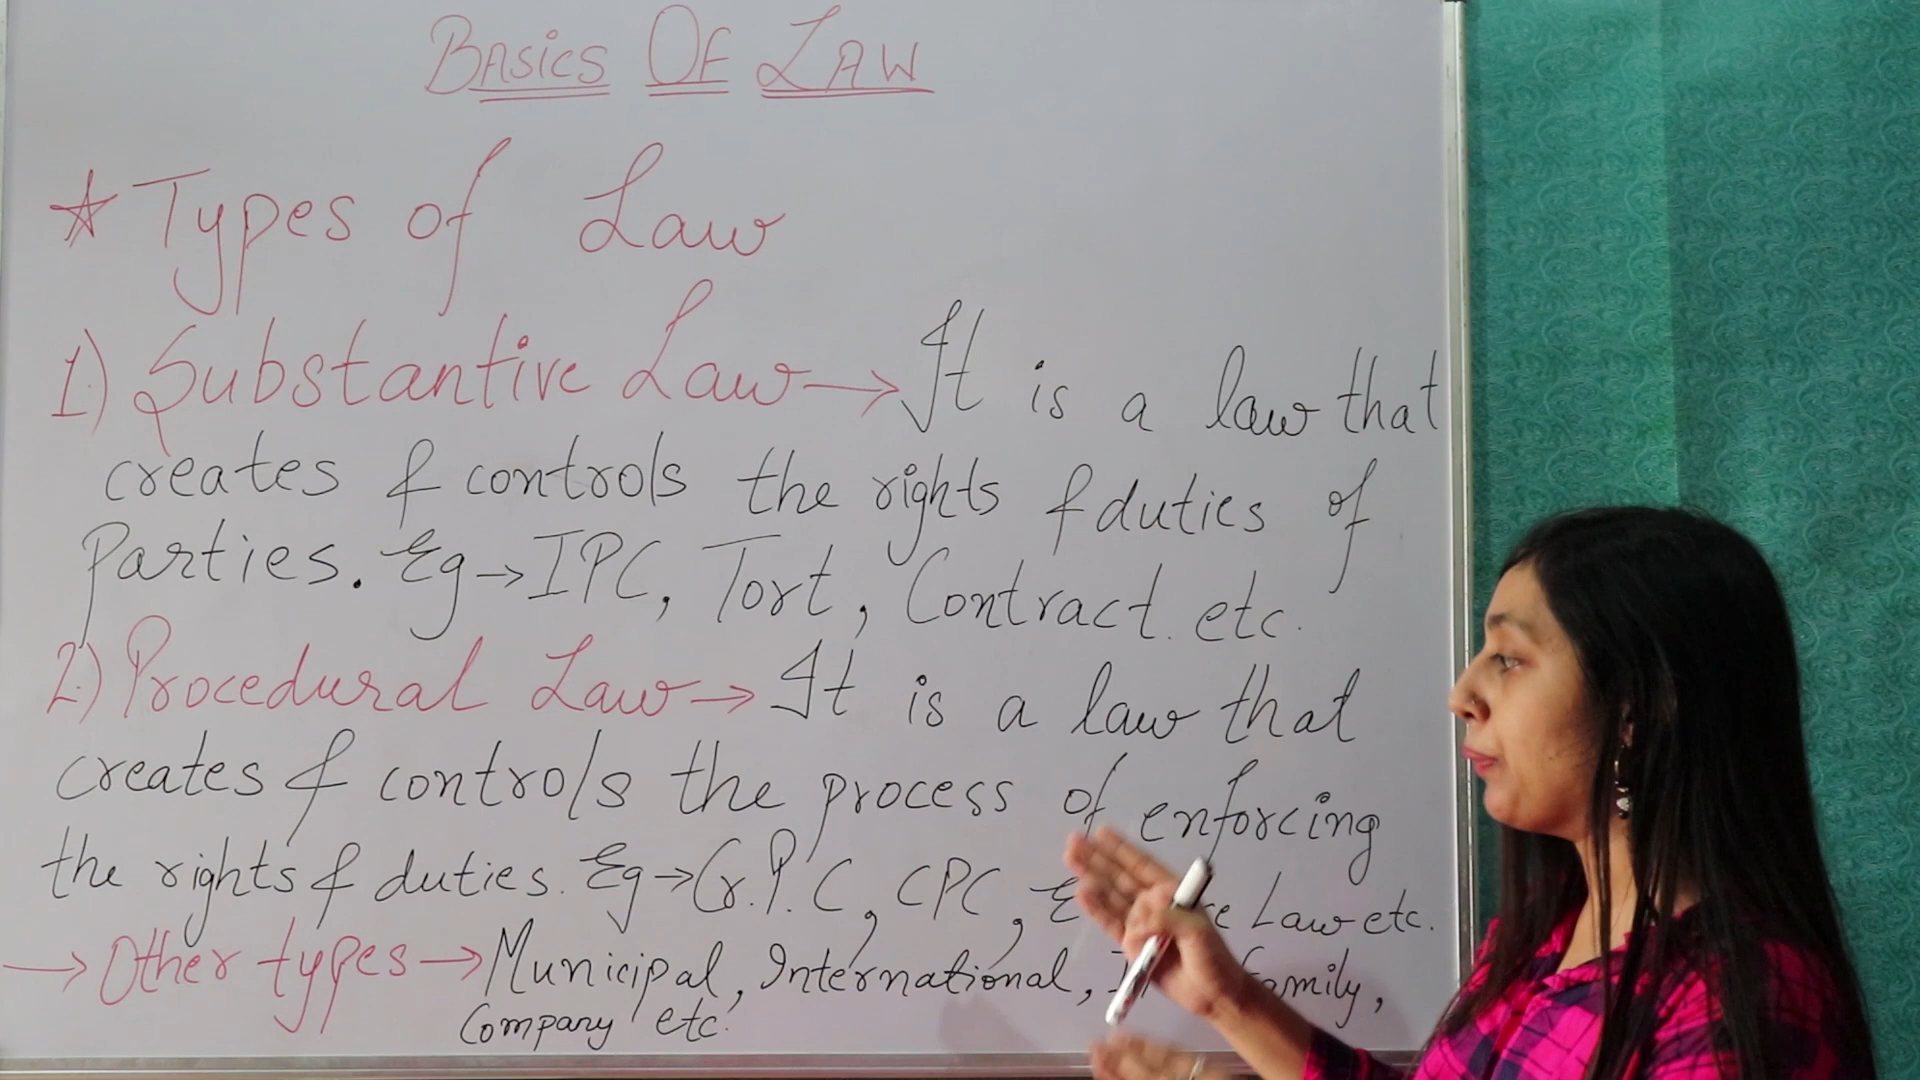 BASICS OF LAW
☆ Types of Law
1) Substantive Law → It is a law that
creates & controls the rights & duties of
Parties. Eg → IPC, Tort, Contract. etc.
2) Procedural Law → It is a law that
creates & controls the process of enforcing
the rights & duties. Eg → Cr.P.C, CPC, Law etc.
→ Other types → Municipal, International, Family,
Company etc.